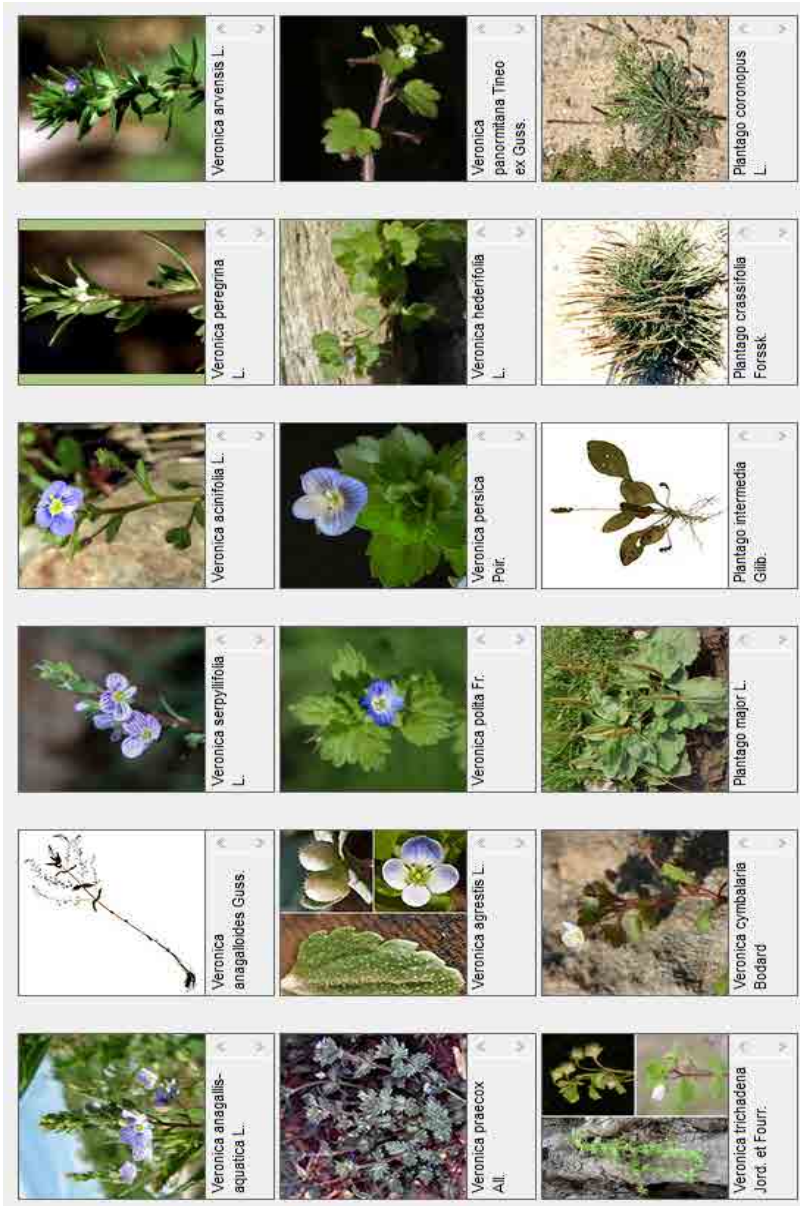 Veronica anagallis-
aquatica L.
Veronica
anagalloides Guss.
Veronica serpyllifolia
L.
Veronica acinifolia L.
Veronica peregrina
L.
Veronica arvensis L.
Veronica praecox
All.
Veronica agrestis L.
Veronica polita Fr.
Veronica persica
Poir.
Veronica hederifolia
L.
Veronica
panormitana Tineo
ex Guss.
Veronica trichadena
Jord. et Fourr.
Veronica cymbalaria
Bodard
Plantago major L.
Plantago intermedia
Gilib.
Plantago crassifolia
Forssk.
Plantago coronopus
L.